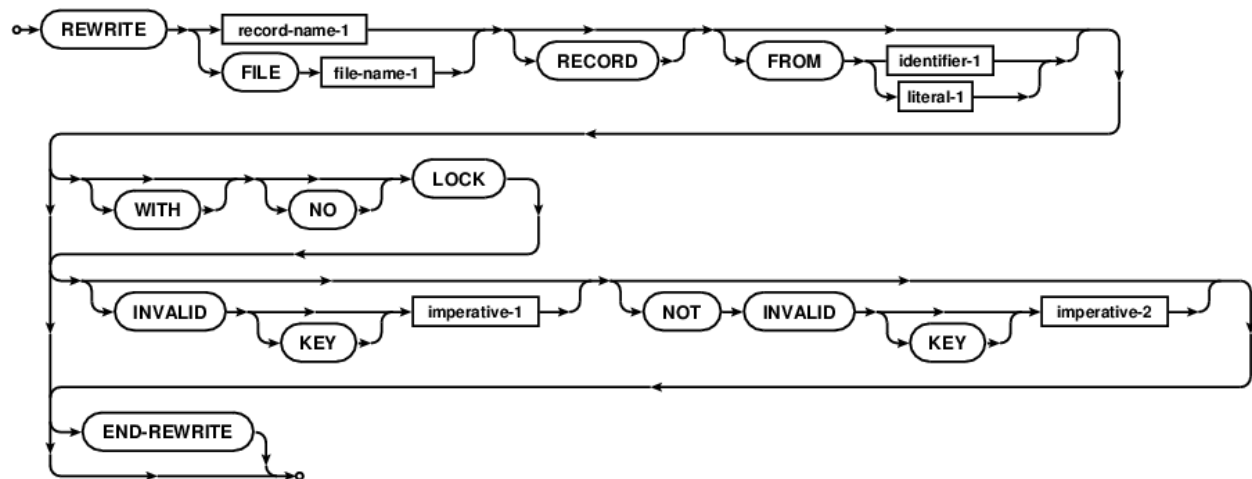 REWRITE record-name-1
FILE file-name-1 RECORD FROM identifier-1
literal-1
LOCK
WITH NO
INVALID imperative-1 NOT INVALID imperative-2
KEY KEY
END-REWRITE